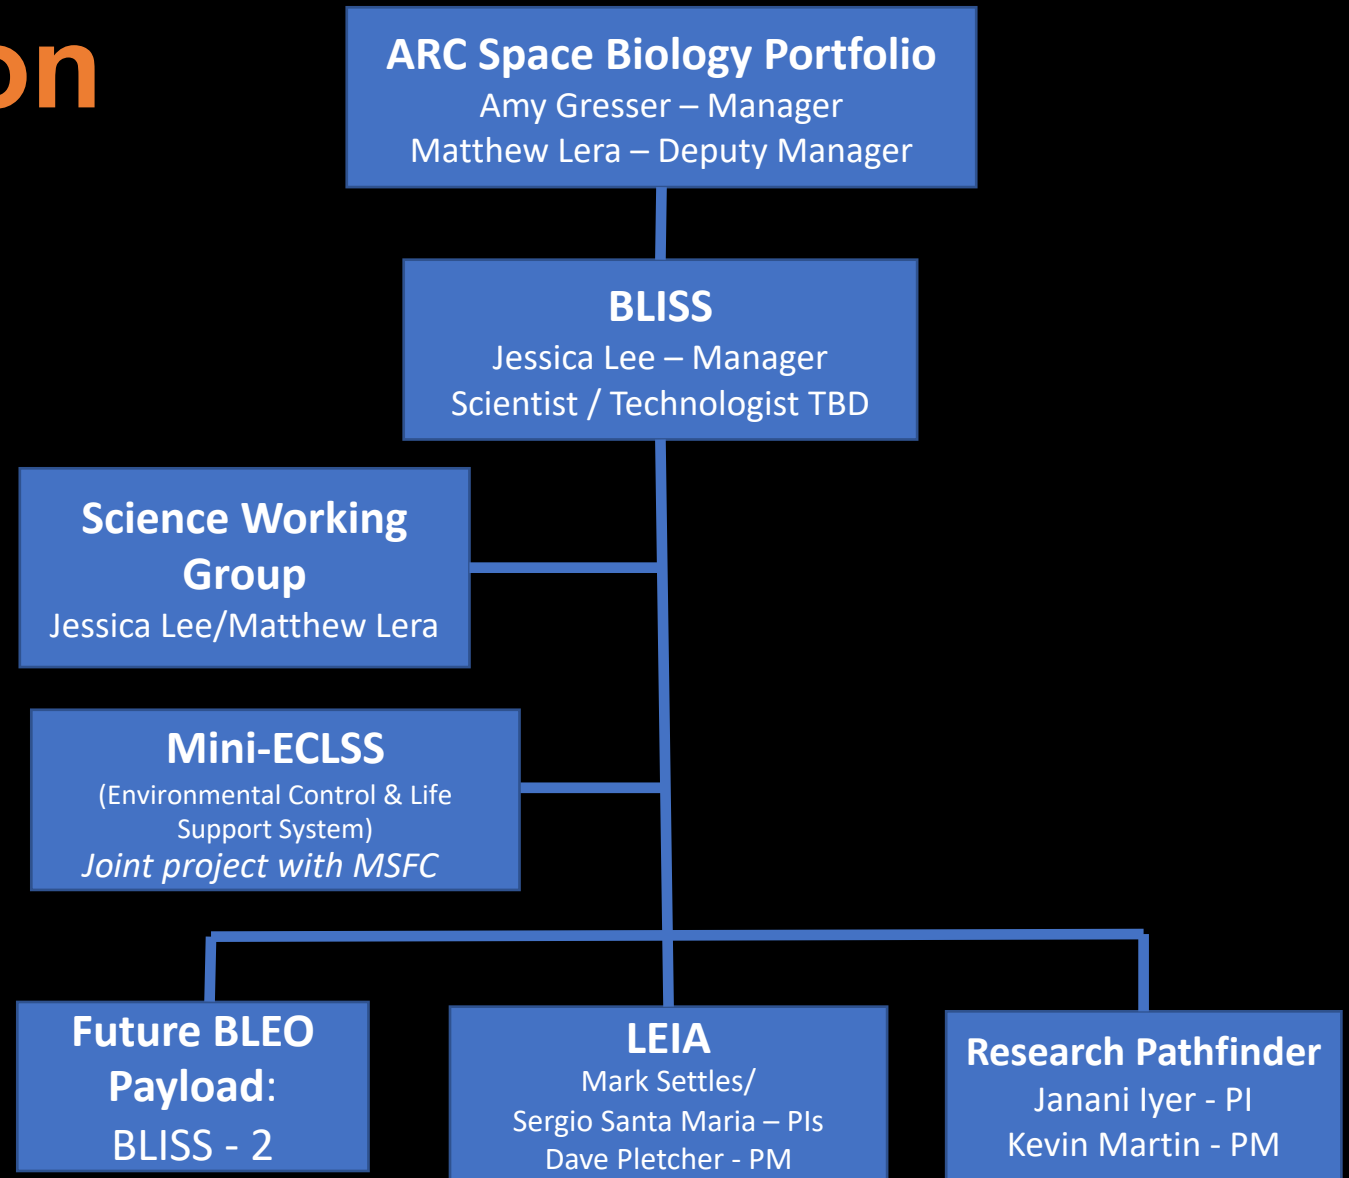 on
ARC Space Biology Portfolio
Amy Gresser – Manager
Matthew Lera – Deputy Manager
BLISS
Jessica Lee – Manager
Scientist / Technologist TBD
Science Working
Group
Jessica Lee/Matthew Lera
Mini-ECLSS
(Environmental Control & Life
Support System)
Joint project with MSFC
Future BLEO
Payload:
BLISS - 2
LEIA
Mark Settles/
Sergio Santa Maria – PIs
Dave Pletcher - PM
Research Pathfinder
Janani Iyer - PI
Kevin Martin - PM